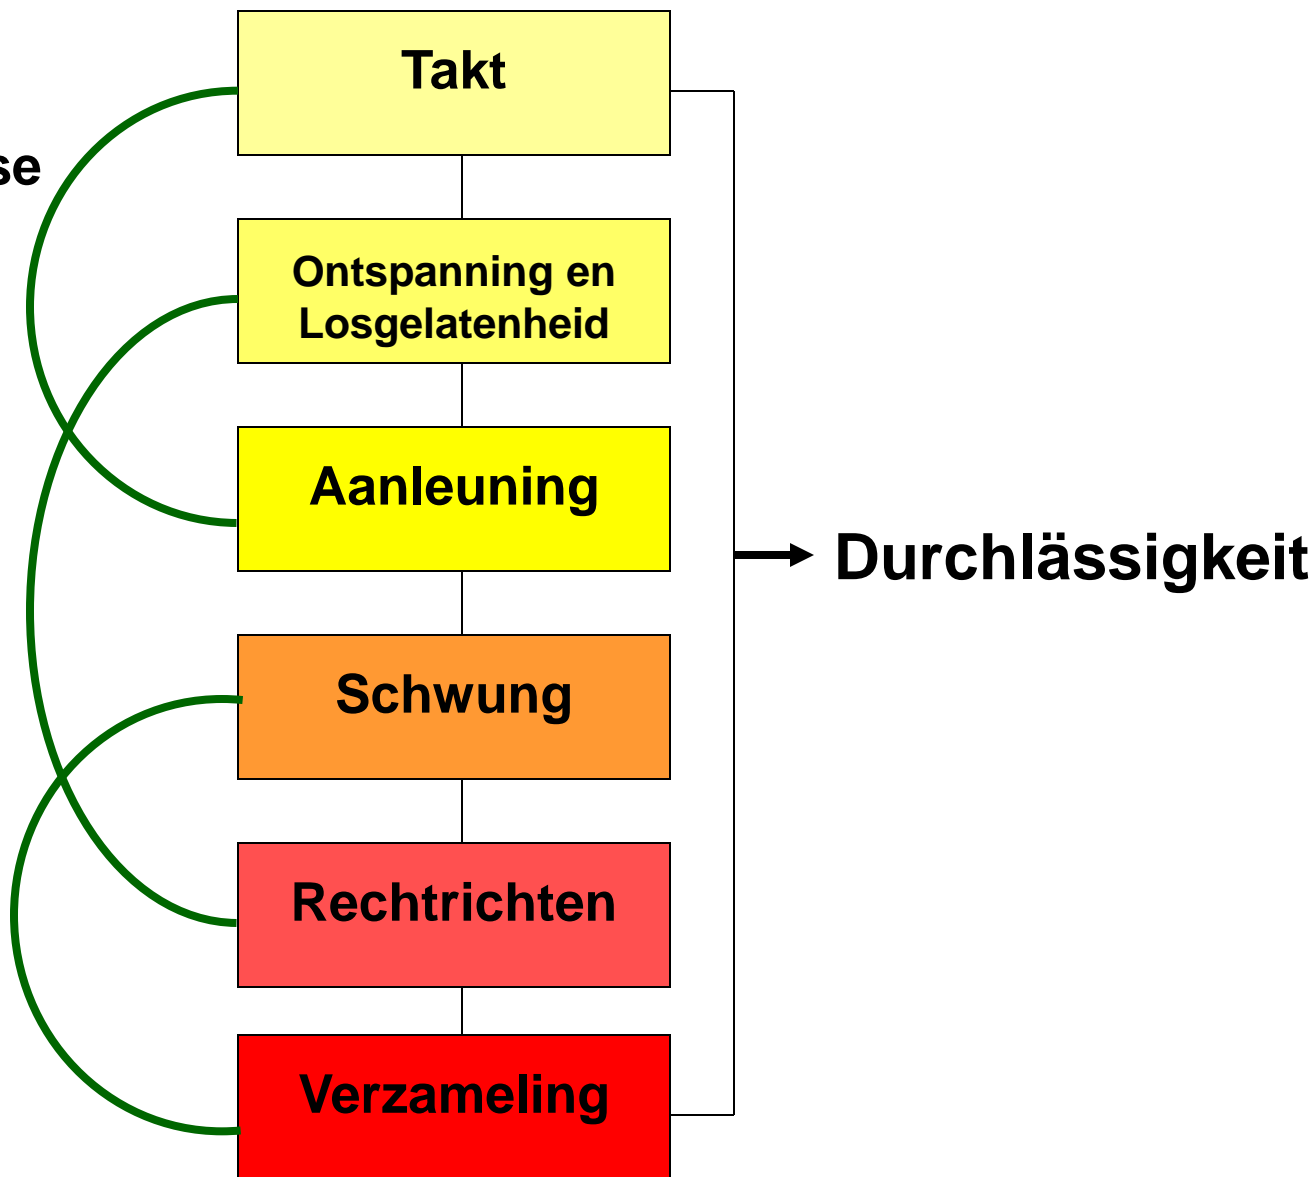 Takt
se
Ontspanning en
Losgelatenheid
Aanleuning
Durchlässigkeit
Schwung
Rechtrichten
Verzameling